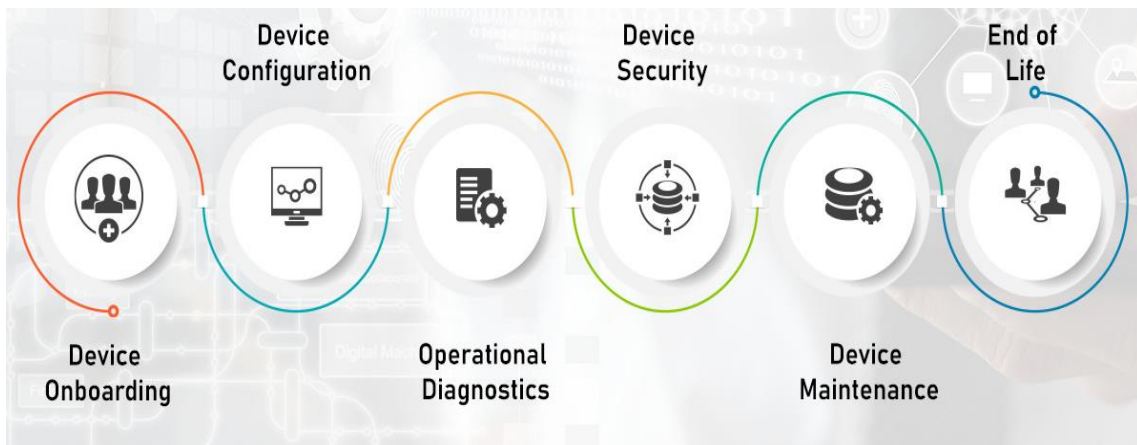 Device
Configuration
Device
Security
End of
Life
Device
Onboarding
Operational
Diagnostics
Device
Maintenance